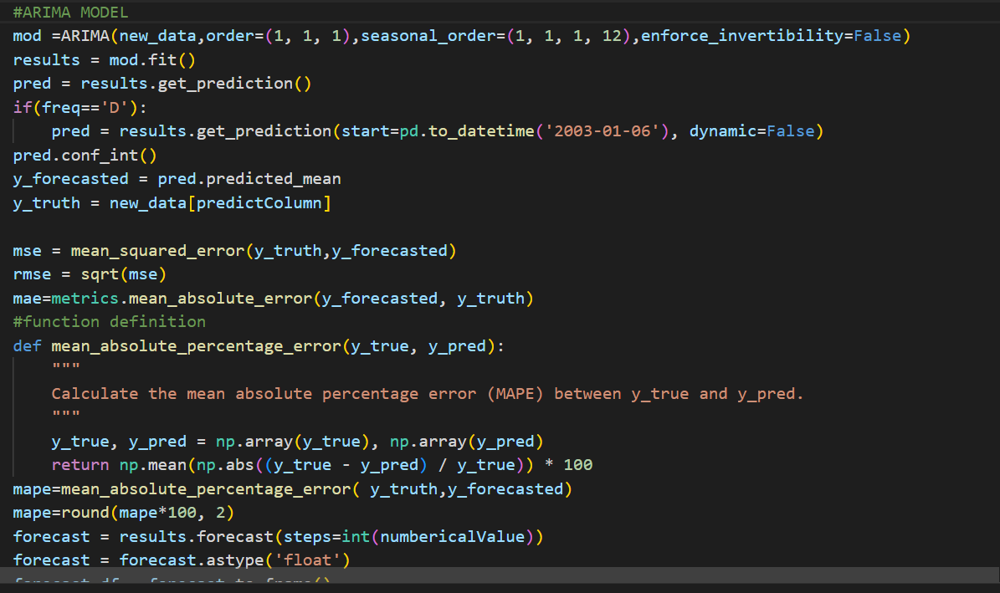 #ARIMA MODEL
mod =ARIMA(new_data,order=(1, 1, 1),seasonal_order=(1, 1, 1, 12),enforce_invertibility=False)
results = mod.fit()
pred = results.get_prediction()
if(freq=='D'):
    pred = results.get_prediction(start=pd.to_datetime('2003-01-06'), dynamic=False)
pred.conf_int()
y_forecasted = pred.predicted_mean
y_truth = new_data[predictColumn]

mse = mean_squared_error(y_truth,y_forecasted)
rmse = sqrt(mse)
mae=metrics.mean_absolute_error(y_forecasted, y_truth)
#function definition
def mean_absolute_percentage_error(y_true, y_pred):
    """
    Calculate the mean absolute percentage error (MAPE) between y_true and y_pred.
    """
    y_true, y_pred = np.array(y_true), np.array(y_pred)
    return np.mean(np.abs((y_true - y_pred) / y_true)) * 100
mape=mean_absolute_percentage_error( y_truth,y_forecasted)
mape=round(mape*100, 2)
forecast = results.forecast(steps=int(numbericalValue))
forecast = forecast.astype('float')